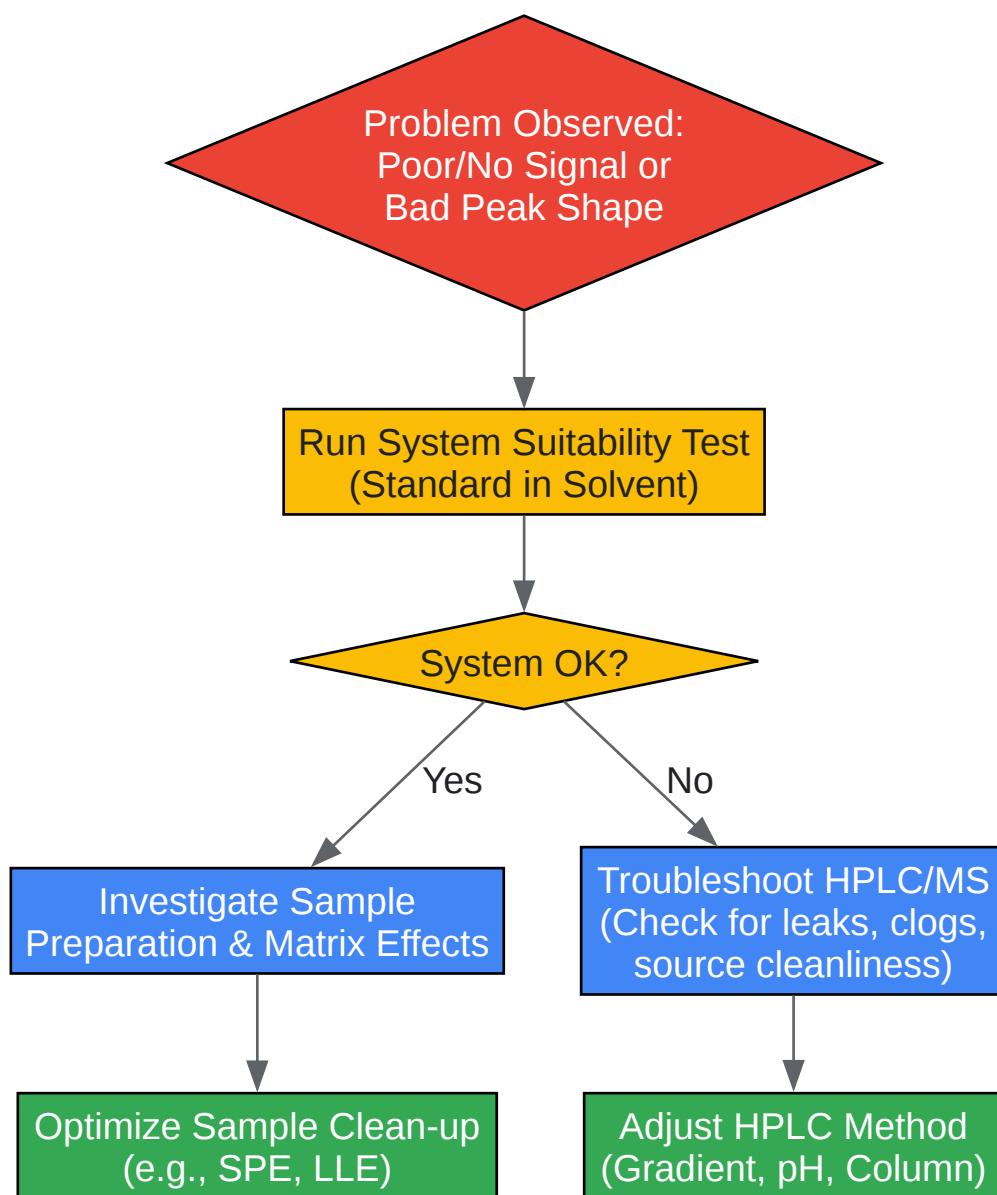 Problem Observed:
Poor/No Signal or
Bad Peak Shape
Run System Suitability Test
(Standard in Solvent)
System OK?
Yes
No
Investigate Sample
Preparation & Matrix Effects
Troubleshoot HPLC/MS
(Check for leaks, clogs,
source cleanliness)
Optimize Sample Clean-up
(e.g., SPE, LLE)
Adjust HPLC Method
(Gradient, pH, Column)